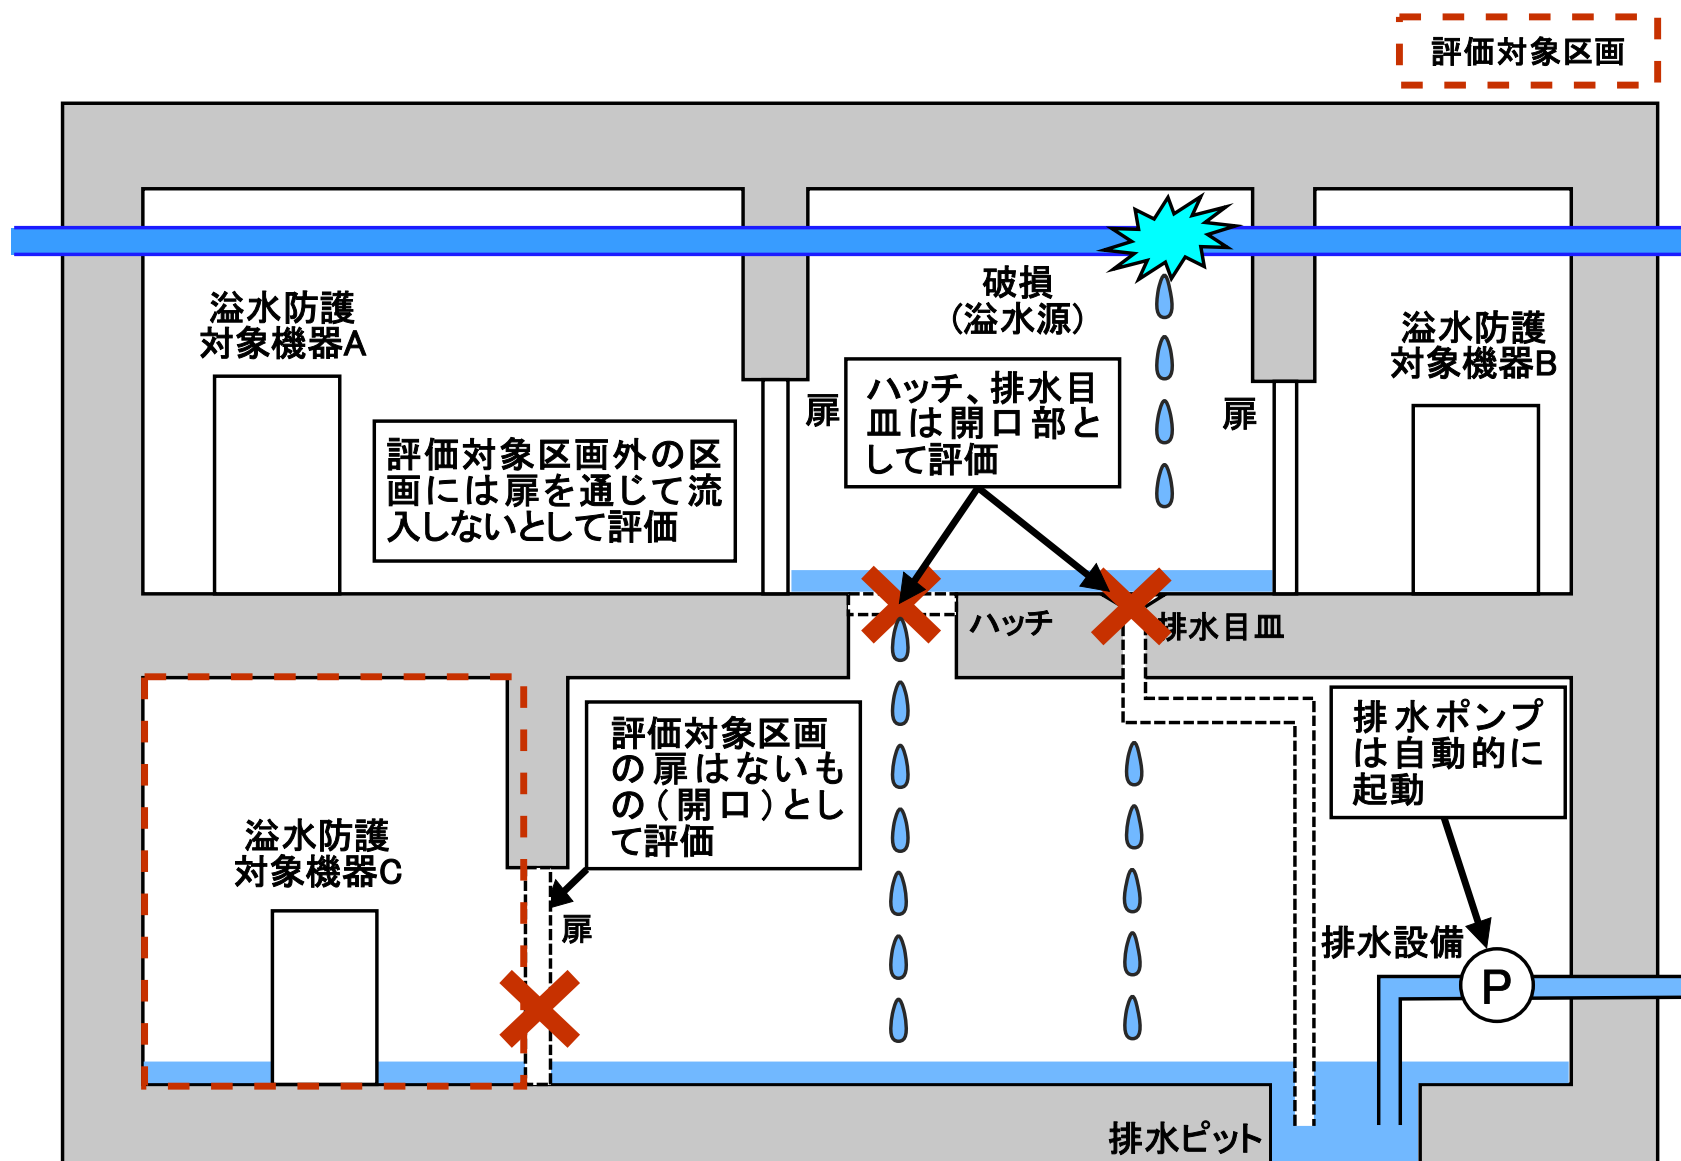 評価対象区画
破損
(溢水源)
溢水防護
対象機器A
溢水防護
対象機器B
扉
ハッチ、排水目
皿は開口部と
して評価
扉
評価対象区画外の区
画には扉を通じて流
入しないとして評価
ハッチ
排水目皿
評価対象区画
の扉はないも
の(開口)とし
て評価
排水ポンプ
は自動的に
起動
溢水防護
対象機器C
扉
排水設備
P
排水ピット